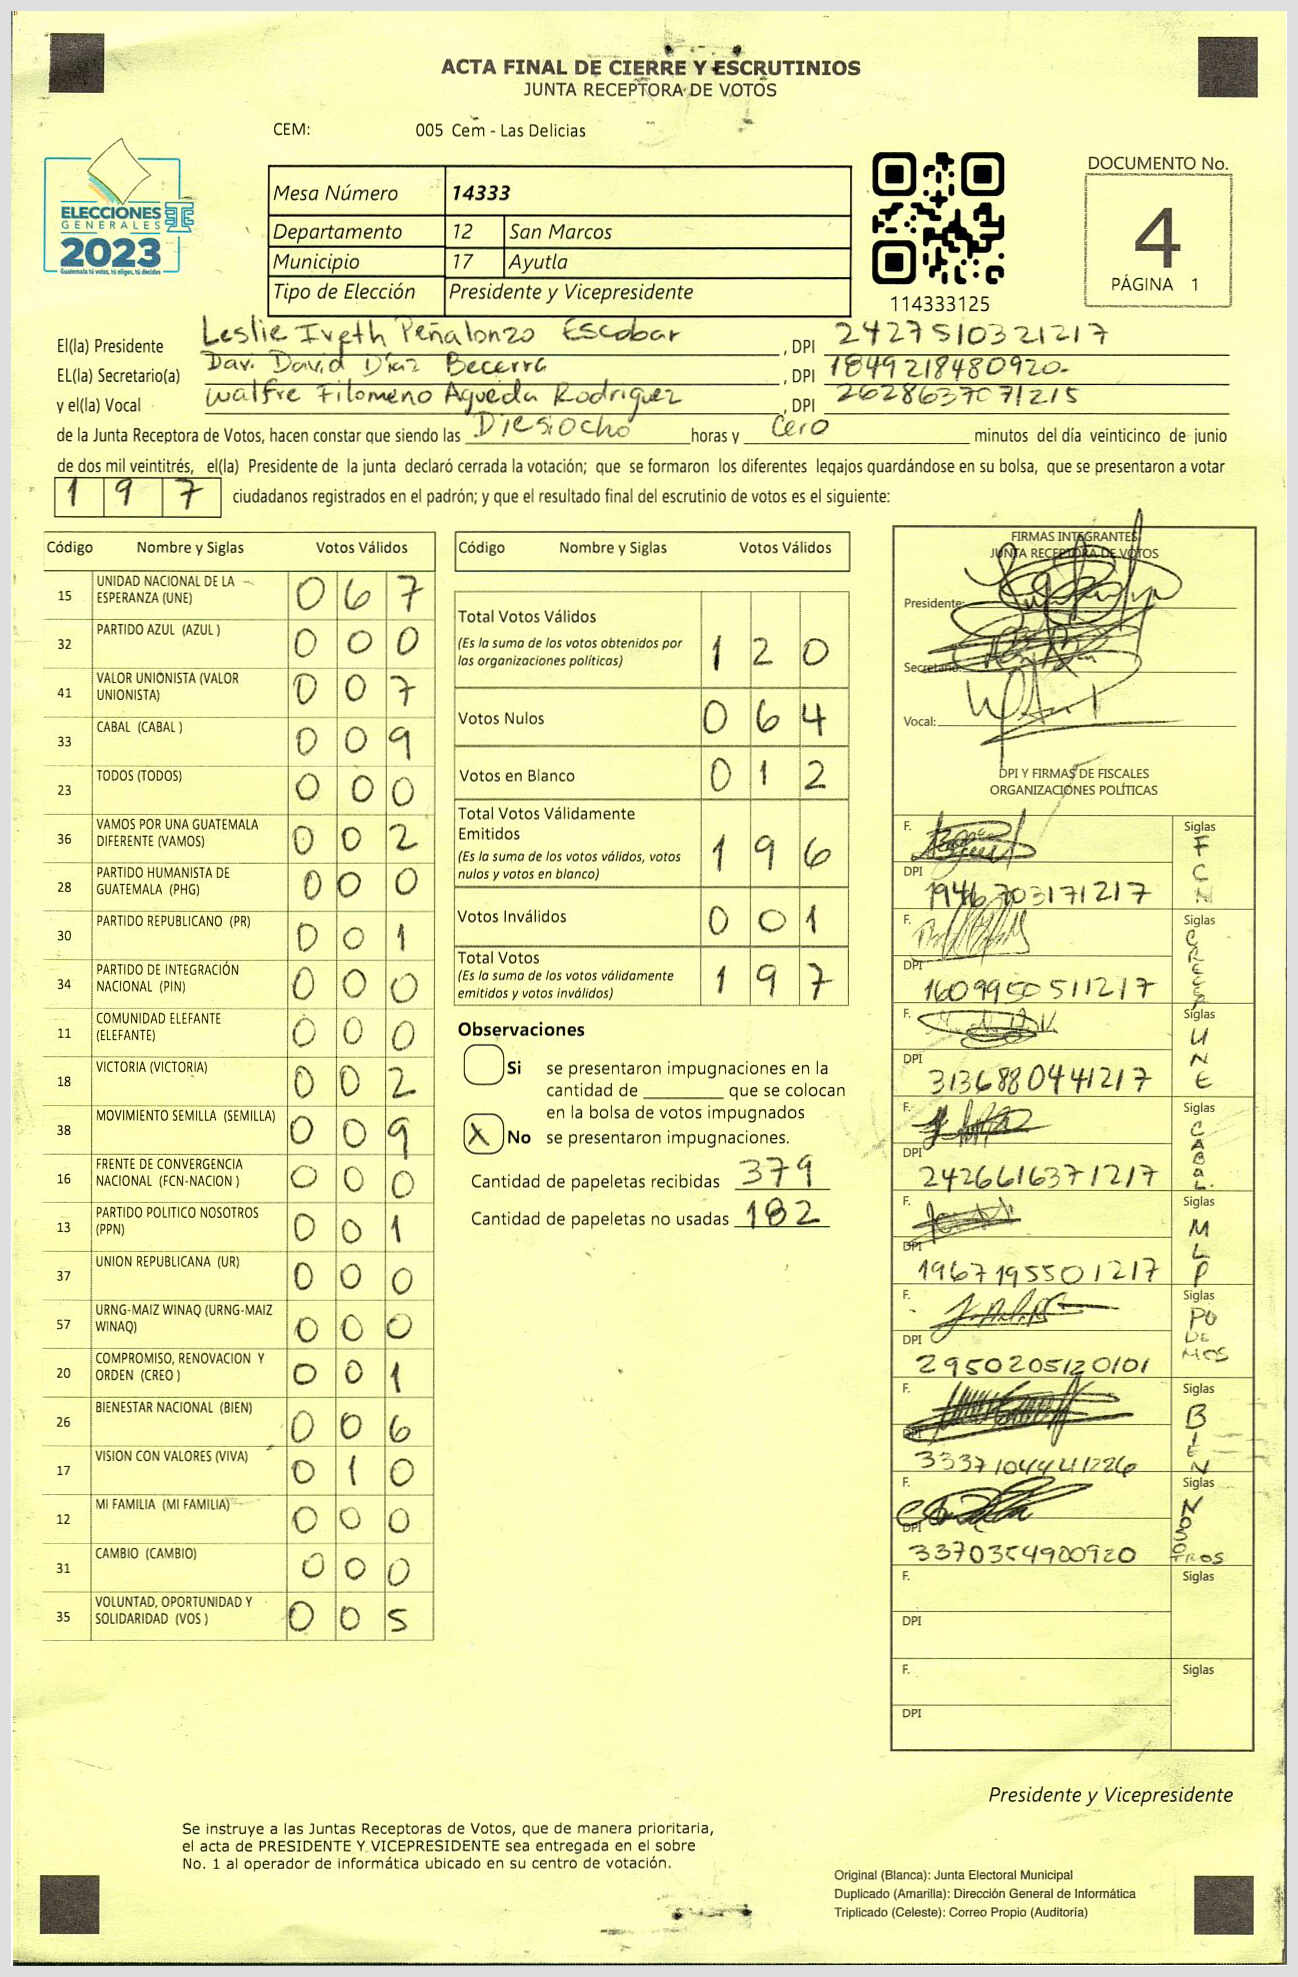 ACTA FINAL DE CIERRE Y ESCRUTINIOS
JUNTA RECEPTORA DE VOTOS
CEM: 005 Cem - Las Delicias
ELECCIONES
GENERALES
2023
Guatemala tú votas, tú eliges, tú decides
Mesa Número 14333
Departamento 12 San Marcos
Municipio 17 Ayutla
Tipo de Elección Presidente y Vicepresidente
114333125
DOCUMENTO No.
4
PÁGINA 1
El(la) Presidente Leslie Iveth Peñalonzo Escobar , DPI 2427510321217
EL(la) Secretario(a) Davi David Díaz Becerra , DPI 1849218480920-
y el(la) Vocal Walfre Filomeno Aqueda Rodriguez , DPI 2628637071215
de la Junta Receptora de Votos, hacen constar que siendo las Diesiocho horas y Cero minutos del día veinticinco de junio
de dos mil veintitrés, el(la) Presidente de la junta declaró cerrada la votación; que se formaron los diferentes legajos guardándose en su bolsa, que se presentaron a votar
1 9 7 ciudadanos registrados en el padrón; y que el resultado final del escrutinio de votos es el siguiente:
Código Nombre y Siglas Votos Válidos
15 UNIDAD NACIONAL DE LA ESPERANZA (UNE) 0 6 7
32 PARTIDO AZUL (AZUL ) 0 0 0
41 VALOR UNIONISTA (VALOR UNIONISTA) 0 0 7
33 CABAL (CABAL ) 0 0 9
23 TODOS (TODOS) 0 0 0
36 VAMOS POR UNA GUATEMALA DIFERENTE (VAMOS) 0 0 2
28 PARTIDO HUMANISTA DE GUATEMALA (PHG) 0 0 0
30 PARTIDO REPUBLICANO (PR) 0 0 1
34 PARTIDO DE INTEGRACIÓN NACIONAL (PIN) 0 0 0
11 COMUNIDAD ELEFANTE (ELEFANTE) 0 0 0
18 VICTORIA (VICTORIA) 0 0 2
38 MOVIMIENTO SEMILLA (SEMILLA) 0 0 9
16 FRENTE DE CONVERGENCIA NACIONAL (FCN-NACION ) 0 0 0
13 PARTIDO POLITICO NOSOTROS (PPN) 0 0 1
37 UNION REPUBLICANA (UR) 0 0 0
57 URNG-MAIZ WINAQ (URNG-MAIZ WINAQ) 0 0 0
20 COMPROMISO, RENOVACION Y ORDEN (CREO ) 0 0 1
26 BIENESTAR NACIONAL (BIEN) 0 0 6
17 VISION CON VALORES (VIVA) 0 1 0
12 MI FAMILIA (MI FAMILIA) 0 0 0
31 CAMBIO (CAMBIO) 0 0 0
35 VOLUNTAD, OPORTUNIDAD Y SOLIDARIDAD (VOS ) 0 0 5
Código Nombre y Siglas Votos Válidos
Total Votos Válidos
(Es la suma de los votos obtenidos por
las organizaciones políticas) 1 2 0
Votos Nulos 0 6 4
Votos en Blanco 0 1 2
Total Votos Válidamente
Emitidos
(Es la suma de los votos válidos, votos
nulos y votos en blanco) 1 9 6
Votos Inválidos 0 0 1
Total Votos
(Es la suma de los votos válidamente
emitidos y votos inválidos) 1 9 7
Observaciones
Si se presentaron impugnaciones en la
cantidad de ________ que se colocan
en la bolsa de votos impugnados
X No se presentaron impugnaciones.
Cantidad de papeletas recibidas 379
Cantidad de papeletas no usadas 182
FIRMAS INTEGRANTES
JUNTA RECEPTORA DE VOTOS
Presidente:
Secretario:
Vocal:
DPI Y FIRMAS DE FISCALES
ORGANIZACIONES POLÍTICAS
F. Siglas FCN
DPI 1946703171217
F. Siglas CREER
DPI 1609950511217
F. Siglas UNE
DPI 3136880441217
F. Siglas CABAL
DPI 2426616371217
F. Siglas MLP
DPI 1967195501217
F. Siglas PODEMOS
DPI 2950205120101
F. Siglas BIEN
DPI 3337104441226
F. Siglas NOSOTROS
DPI 3370354900920
F. Siglas
DPI
F. Siglas
DPI
Presidente y Vicepresidente
Se instruye a las Juntas Receptoras de Votos, que de manera prioritaria,
el acta de PRESIDENTE Y VICEPRESIDENTE sea entregada en el sobre
No. 1 al operador de informática ubicado en su centro de votación.
Original (Blanca): Junta Electoral Municipal
Duplicado (Amarilla): Dirección General de Informática
Triplicado (Celeste): Correo Propio (Auditoría)